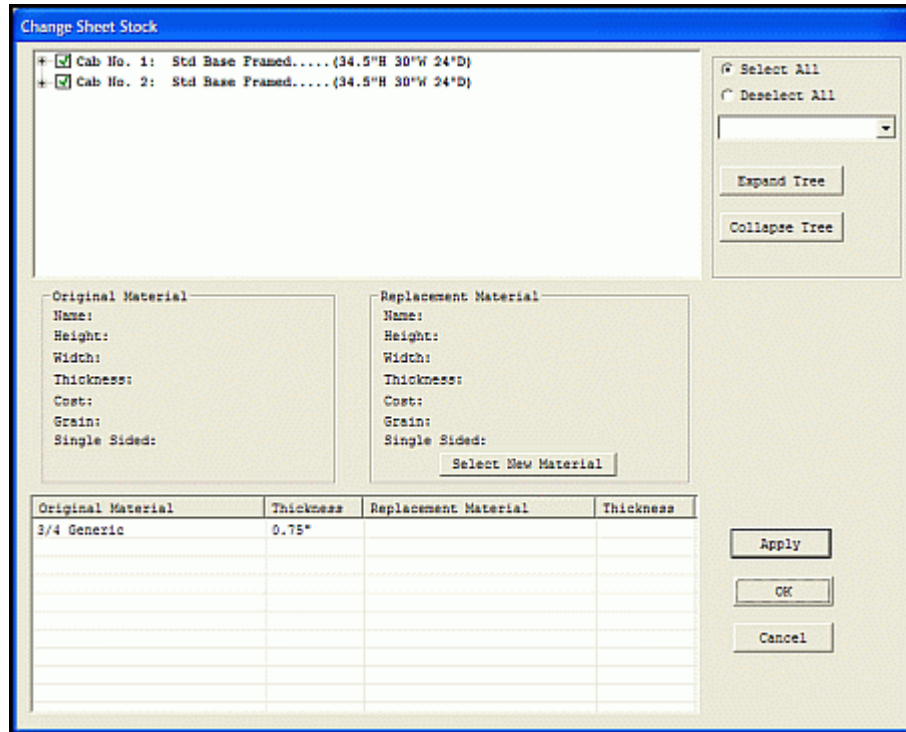 Change Sheet Stock
Cab No. 1: Std Base Framed.....(34.5"H 30"W 24"D)
Cab No. 2: Std Base Framed.....(34.5"H 30"W 24"D)
Select All
Deselect All
Expand Tree
Collapse Tree
Original Material
Name:
Height:
Width:
Thickness:
Cost:
Grain:
Single Sided:
Replacement Material
Name:
Height:
Width:
Thickness:
Cost:
Grain:
Single Sided:
Select New Material
Original Material Thickness Replacement Material Thickness
3/4 Generic 0.75"
Apply
OK
Cancel